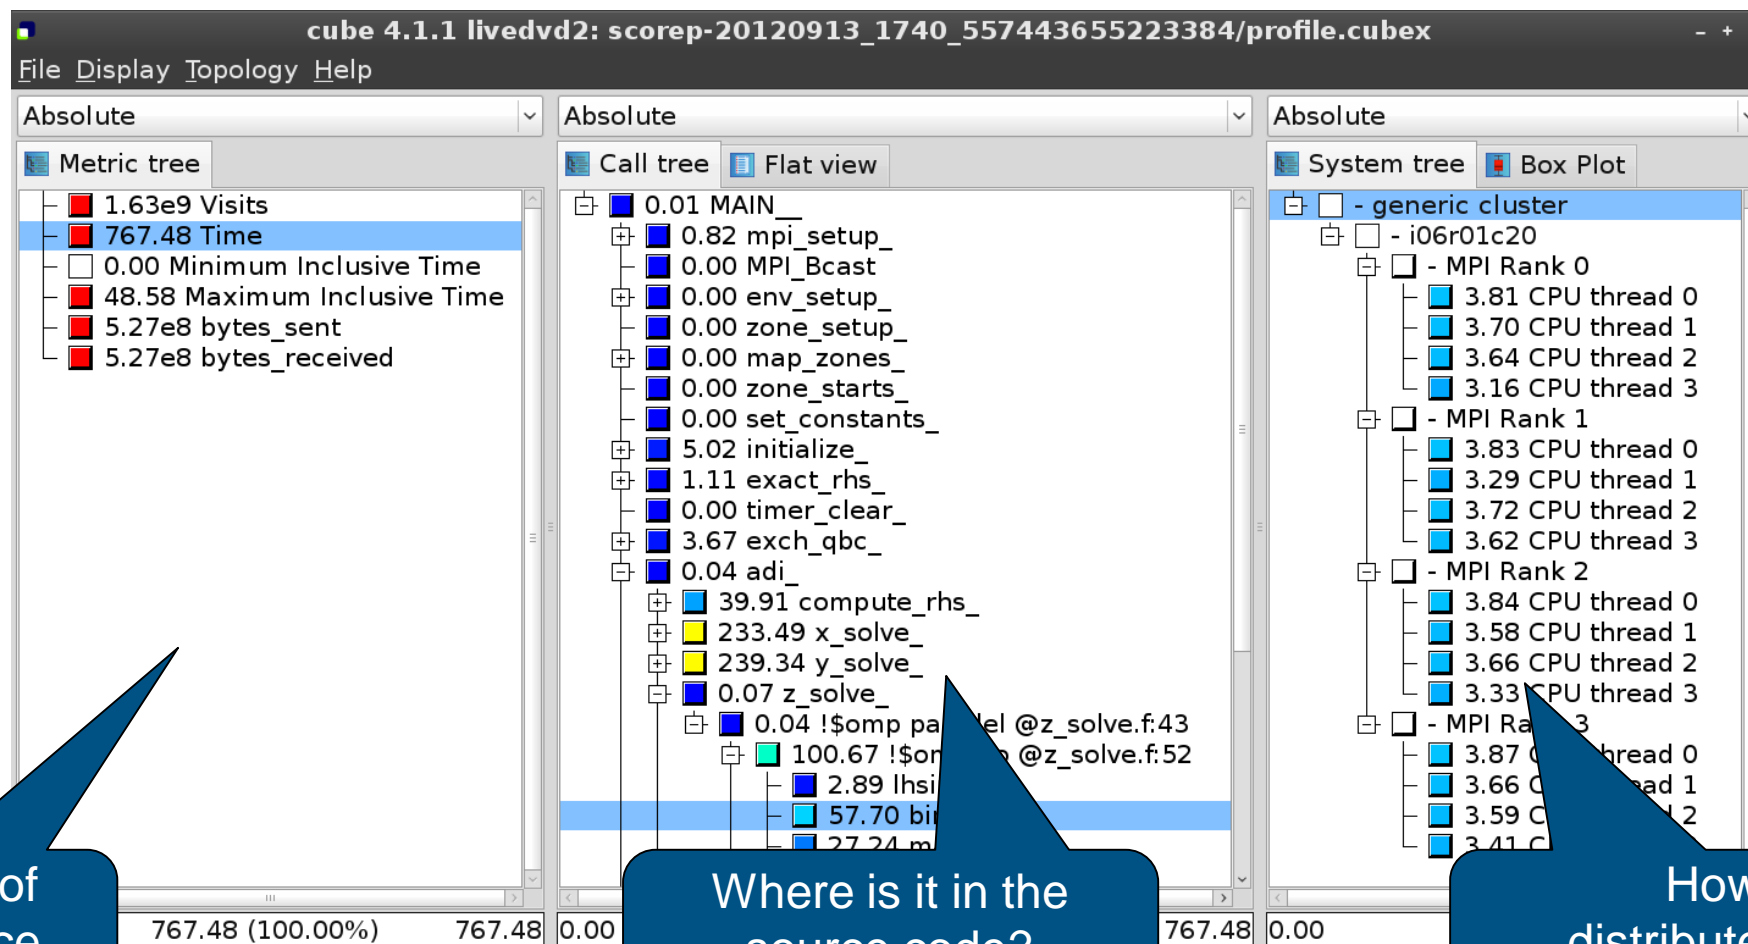 cube 4.1.1 livedvd2: scorep-20120913_1740_557443655223384/profile.cubex
File Display Topology Help
Absolute
Metric tree
1.63e9 Visits
767.48 Time
0.00 Minimum Inclusive Time
48.58 Maximum Inclusive Time
5.27e8 bytes_sent
5.27e8 bytes_received
of
767.48 (100.00%) 767.48
Absolute
Call tree Flat view
0.01 MAIN__
0.82 mpi_setup_
0.00 MPI_Bcast
0.00 env_setup_
0.00 zone_setup_
0.00 map_zones_
0.00 zone_starts_
0.00 set_constants_
5.02 initialize_
1.11 exact_rhs_
0.00 timer_clear_
3.67 exch_qbc_
0.04 adi_
39.91 compute_rhs_
233.49 x_solve_
239.34 y_solve_
0.07 z_solve_
0.04 !$omp pa el @z_solve.f:43
100.67 !$o @z_solve.f:52
2.89 lhsi
57.70 bi
27.24 m
Where is it in the
source code?
0.00 767.48
Absolute
System tree Box Plot
- generic cluster
- i06r01c20
- MPI Rank 0
3.81 CPU thread 0
3.70 CPU thread 1
3.64 CPU thread 2
3.16 CPU thread 3
- MPI Rank 1
3.83 CPU thread 0
3.29 CPU thread 1
3.72 CPU thread 2
3.62 CPU thread 3
- MPI Rank 2
3.84 CPU thread 0
3.58 CPU thread 1
3.66 CPU thread 2
3.33 CPU thread 3
- MPI Ra 3
3.87 hread 0
3.66 C ad 1
3.59 C 2
3.41 C
How
distribute
0.00